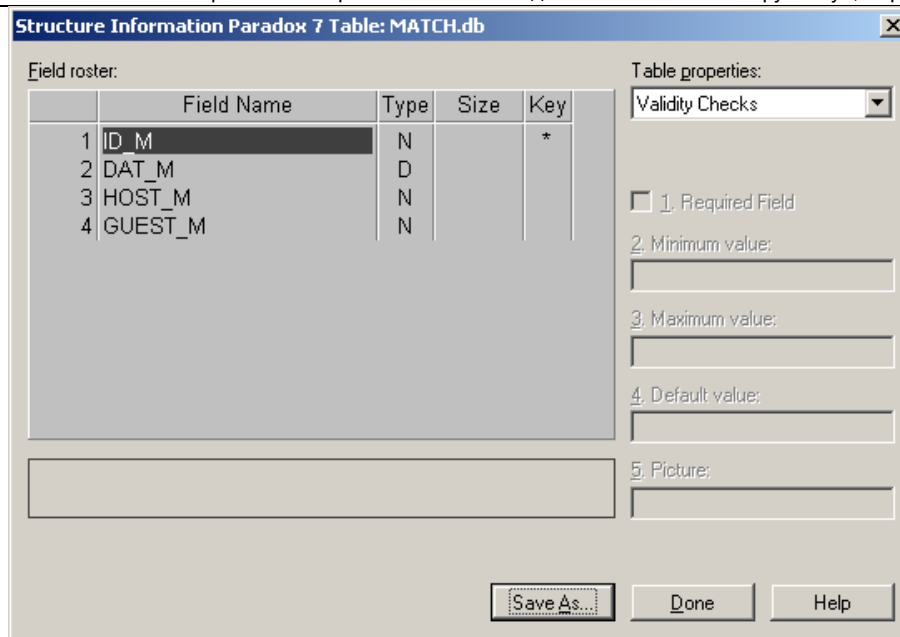 Structure Information Paradox 7 Table: MATCH.db
Field roster:
Field Name Type Size Key
1 ID_M N *
2 DAT_M D
3 HOST_M N
4 GUEST_M N
Table properties:
Validity Checks
1. Required Field
2. Minimum value:
3. Maximum value:
4. Default value:
5. Picture:
Save As...
Done
Help